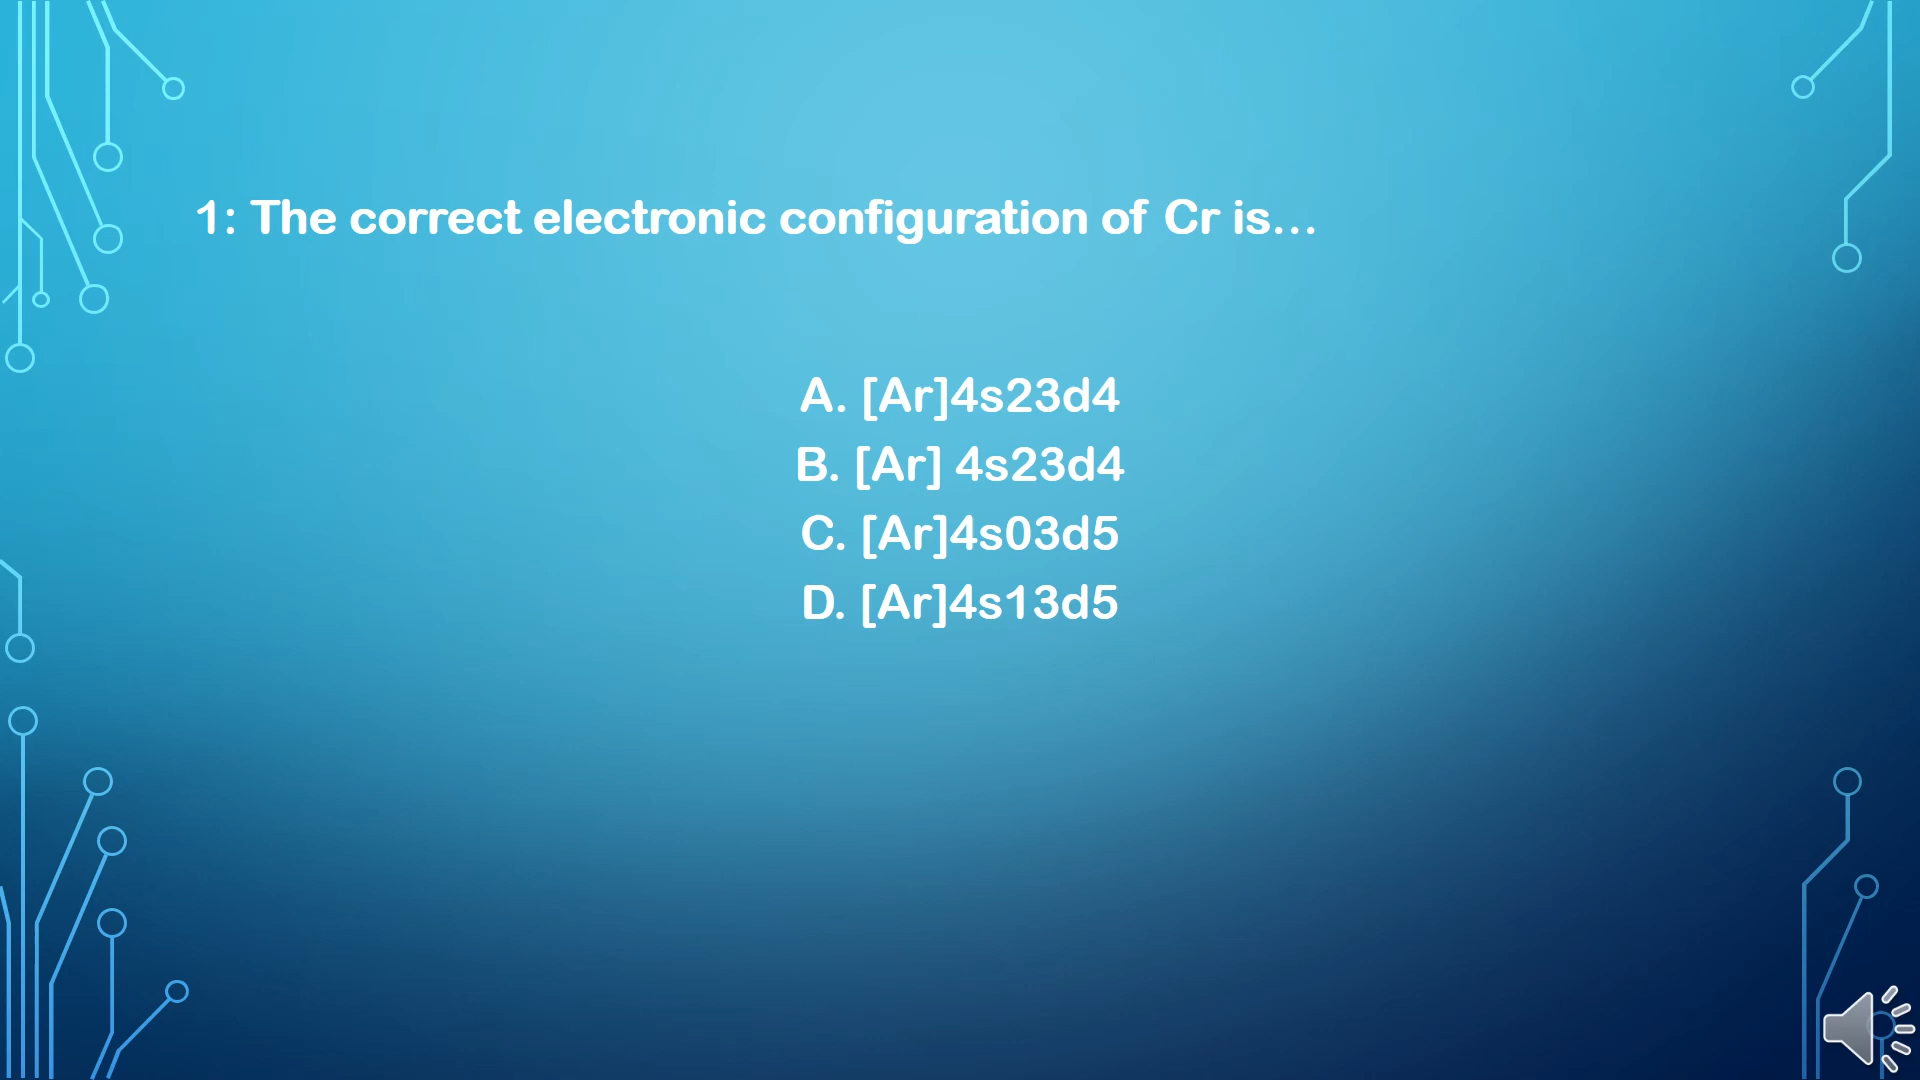 1: The correct electronic configuration of Cr is...
A. [Ar]4s23d4
B. [Ar] 4s23d4
C. [Ar]4s03d5
D. [Ar]4s13d5